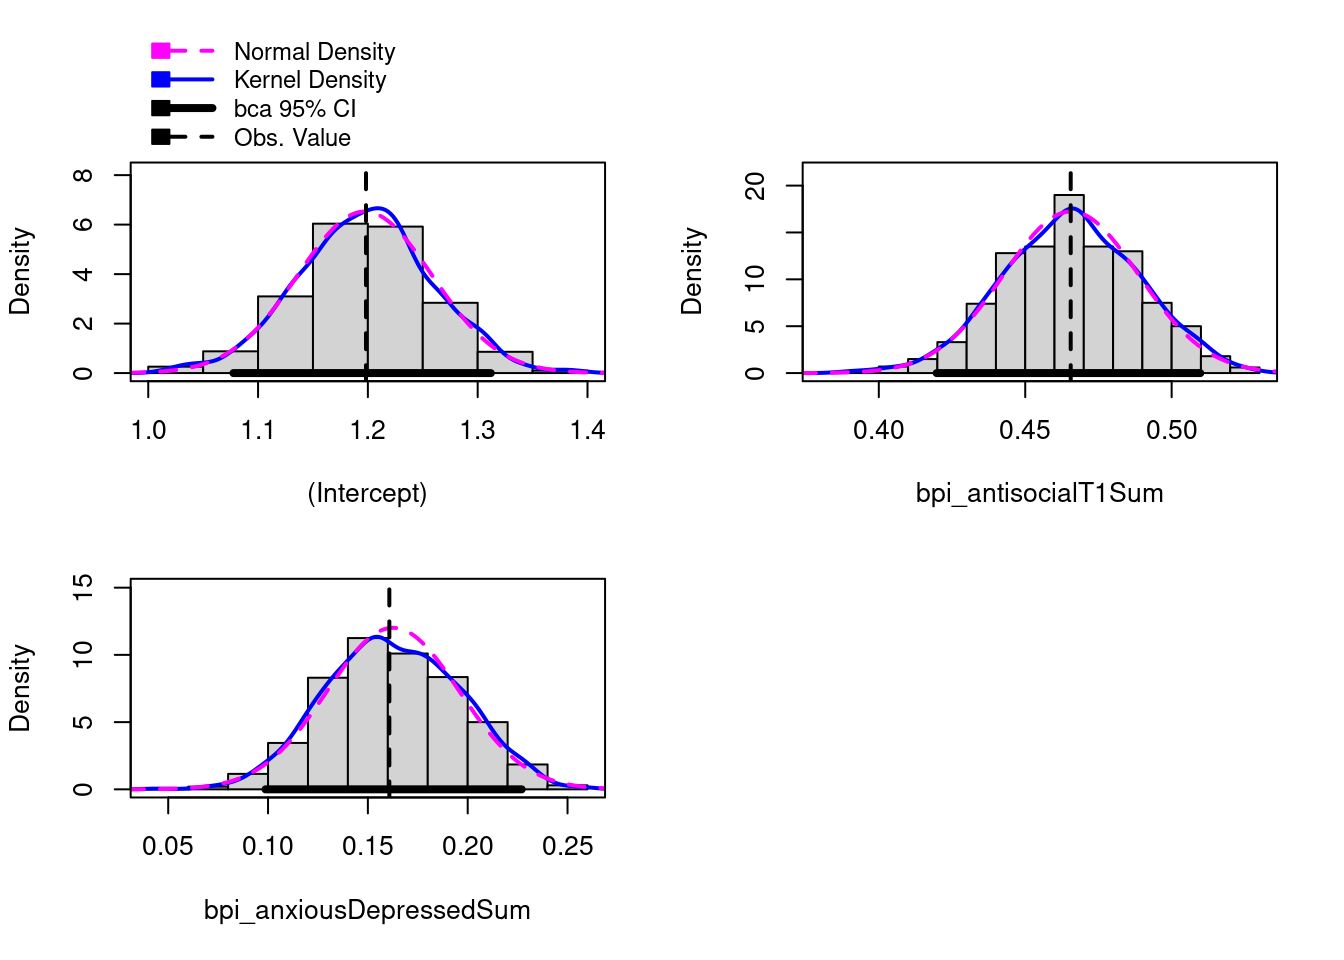 Normal Density
Kernel Density
bca 95% CI
Obs. Value
Density
8
6
4
2
0
1.0 1.1 1.2 1.3 1.4
(Intercept)
Density
20
10
5
0
0.40 0.45 0.50
bpi_antisocialT1Sum
Density
15
10
5
0
0.05 0.10 0.15 0.20 0.25
bpi_anxiousDepressedSum